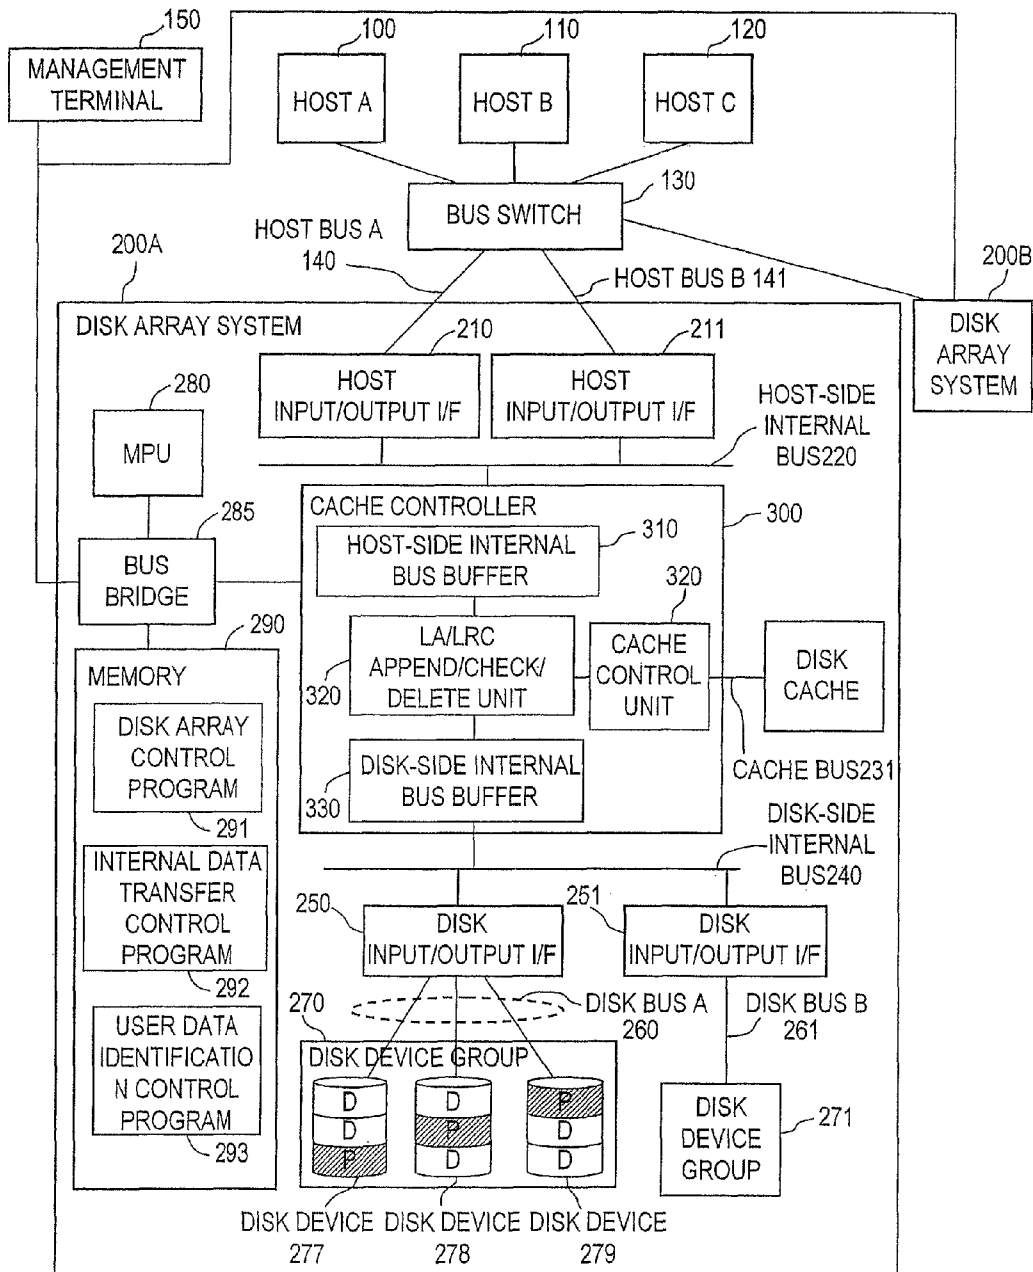 150
MANAGEMENT
TERMINAL
100
HOST A
110
HOST B
120
HOST C
130
BUS SWITCH
HOST BUS A
140
HOST BUS B 141
200A
200B
DISK
ARRAY
SYSTEM
DISK ARRAY SYSTEM
210
HOST
INPUT/OUTPUT I/F
211
HOST
INPUT/OUTPUT I/F
HOST-SIDE
INTERNAL
BUS220
280
MPU
285
BUS
BRIDGE
CACHE CONTROLLER
300
310
HOST-SIDE INTERNAL
BUS BUFFER
320
LA/LRC
APPEND/CHECK/
DELETE UNIT
320
CACHE
CONTROL
UNIT
DISK
CACHE
CACHE BUS231
330
DISK-SIDE INTERNAL
BUS BUFFER
DISK-SIDE
INTERNAL
BUS240
290
MEMORY
DISK ARRAY
CONTROL
PROGRAM
291
INTERNAL DATA
TRANSFER
CONTROL
PROGRAM
292
USER DATA
IDENTIFICATIO
N CONTROL
PROGRAM
293
250
DISK
INPUT/OUTPUT I/F
251
DISK
INPUT/OUTPUT I/F
270
DISK BUS A
260
DISK BUS B
261
DISK DEVICE GROUP
D
D
P
D
P
D
P
D
D
DISK
DEVICE
GROUP
271
DISK DEVICE
277
DISK DEVICE
278
DISK DEVICE
279